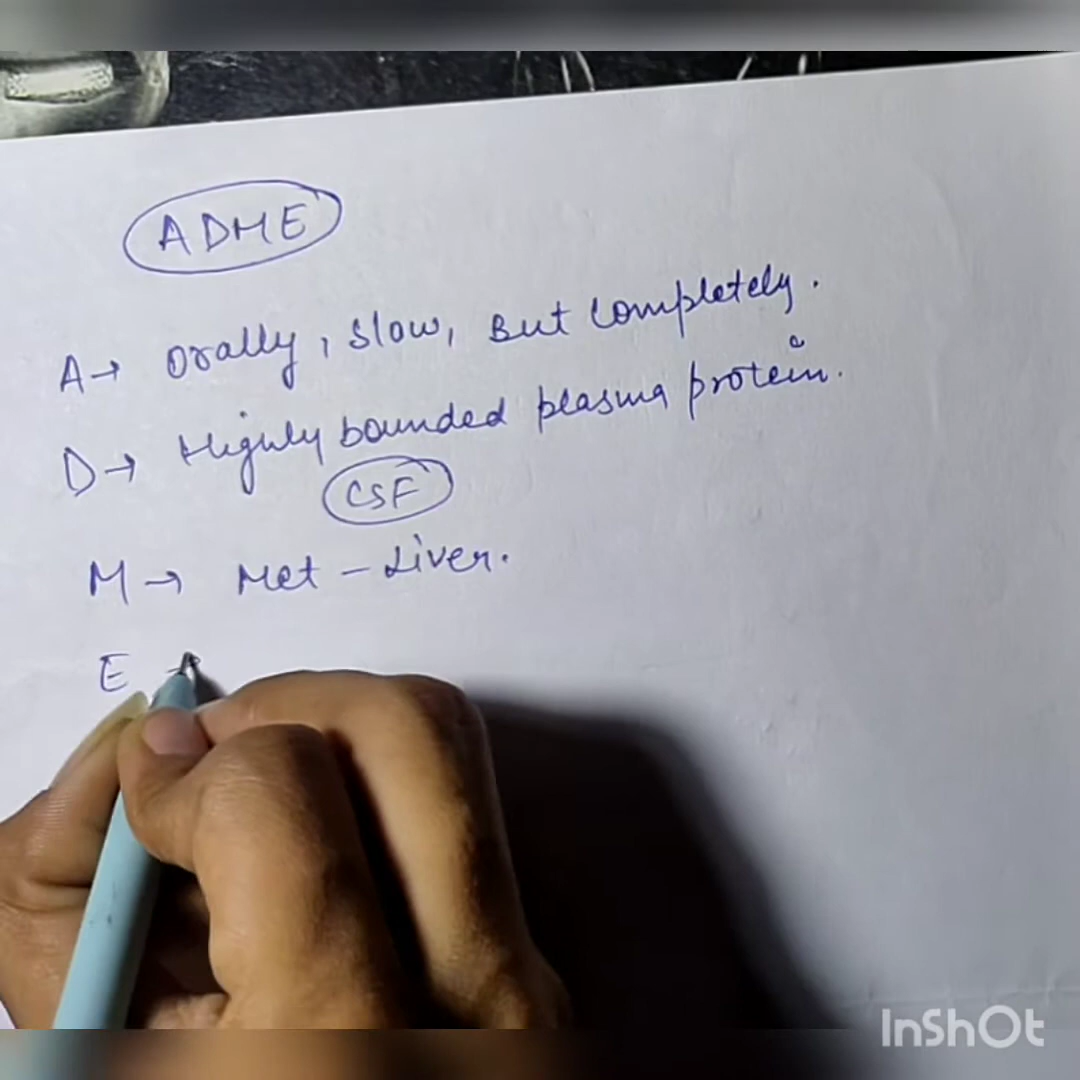 ADME
A→ Orally, slow, But completely.
D→ Highly bounded plasma protein.
CSF
M→ Met - Liver.
E →
InShOt